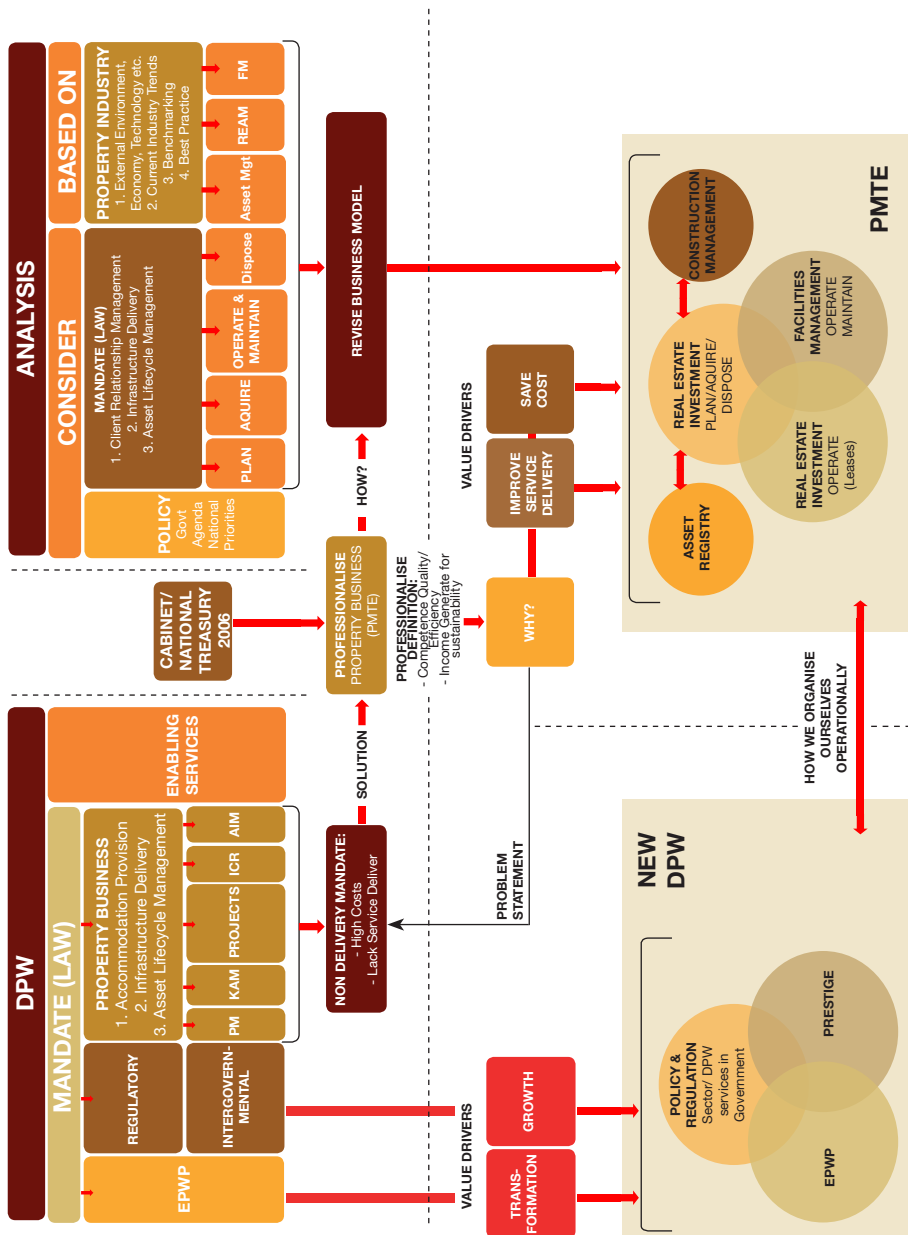 DPW
MANDATE (LAW)
ENABLING
SERVICES
EPWP
REGULATORY
INTERGOVERN-
MENTAL
PROPERTY BUSINESS
1. Accommodation Provision
2. Infrastructure Delivery
3. Asset Lifecycle Management
PM
KAM
PROJECTS
ICR
AIM
NON DELIVERY MANDATE:
- High Costs
- Lack Service Deliver
SOLUTION
CABINET/
NATIONAL
TREASURY
2006
PROFESSIONALISE
PROPERTY BUSINESS
(PMTE)
HOW?
PROFESSIONALISE
DEFINITION:
- Competence Quality/
Efficiency
- Income Generate for
sustainability
ANALYSIS
CONSIDER
BASED ON
POLICY
Govt
Agenda
National
Priorities
MANDATE (LAW)
1. Client Relationship Management
2. Infrastructure Delivery
3. Asset Lifecycle Management
PROPERTY INDUSTRY
1. External Environment,
Economy, Technology etc.
2. Current Industry Trends
3. Benchmarking
4. Best Practice
PLAN
AQUIRE
OPERATE &
MAINTAIN
Dispose
Asset Mgt
REAM
FM
REVISE BUSINESS MODEL
VALUE DRIVERS
TRANS-
FORMATION
GROWTH
PROBLEM
STATEMENT
WHY?
VALUE DRIVERS
IMPROVE
SERVICE
DELIVERY
SAVE
COST
NEW
DPW
POLICY &
REGULATION
Sector/ DPW
services in
Government
EPWP
PRESTIGE
HOW WE ORGANISE
OURSELVES
OPERATIONALLY
ASSET
REGISTRY
REAL ESTATE
INVESTMENT
PLAN/AQUIRE/
DISPOSE
CONSTRUCTION
MANAGEMENT
REAL ESTATE
INVESTMENT
OPERATE
(Leases)
FACILITIES
MANAGEMENT
OPERATE
MAINTAIN
PMTE